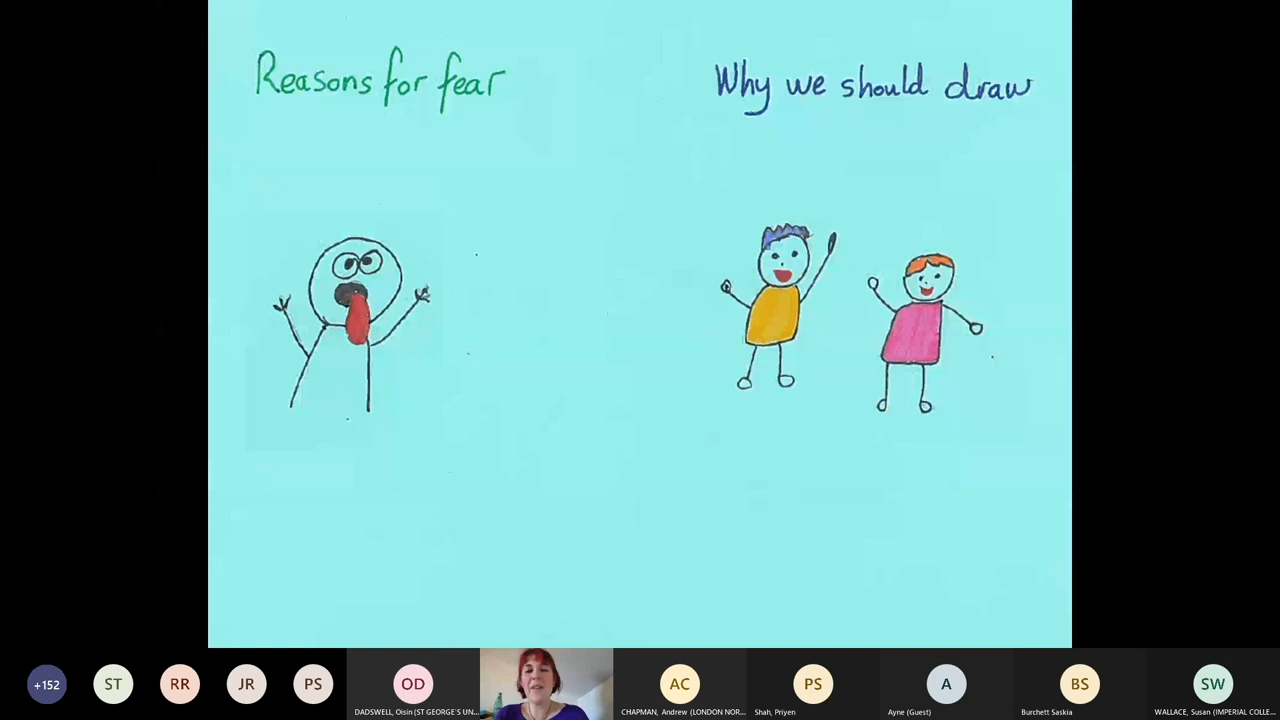 Reasons for fear
Why we should draw
+152
ST
RR
JR
PS
OD
DADSWELL, Oisin (ST GEORGE'S UN...
AC
CHAPMAN, Andrew (LONDON NOR...
PS
Shah, Priyen
A
Ayne (Guest)
BS
Burchett Saskia
SW
WALLACE, Susan (IMPERIAL COLLE...